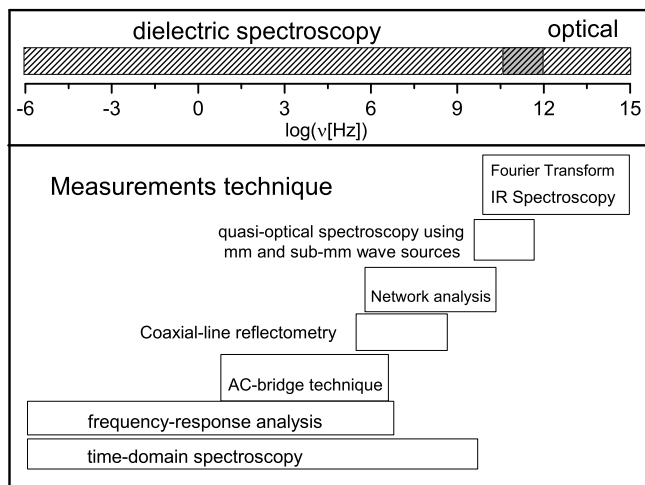 dielectric spectroscopy optical
-6 -3 0 3 6 9 12 15
log(ν[Hz])
Measurements technique
Fourier Transform
IR Spectroscopy
quasi-optical spectroscopy using
mm and sub-mm wave sources
Network analysis
Coaxial-line reflectometry
AC-bridge technique
frequency-response analysis
time-domain spectroscopy